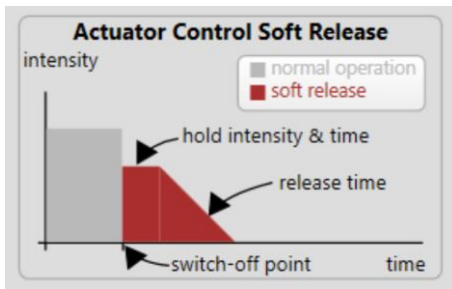 Actuator Control Soft Release
intensity
normal operation
soft release
hold intensity & time
release time
switch-off point
time